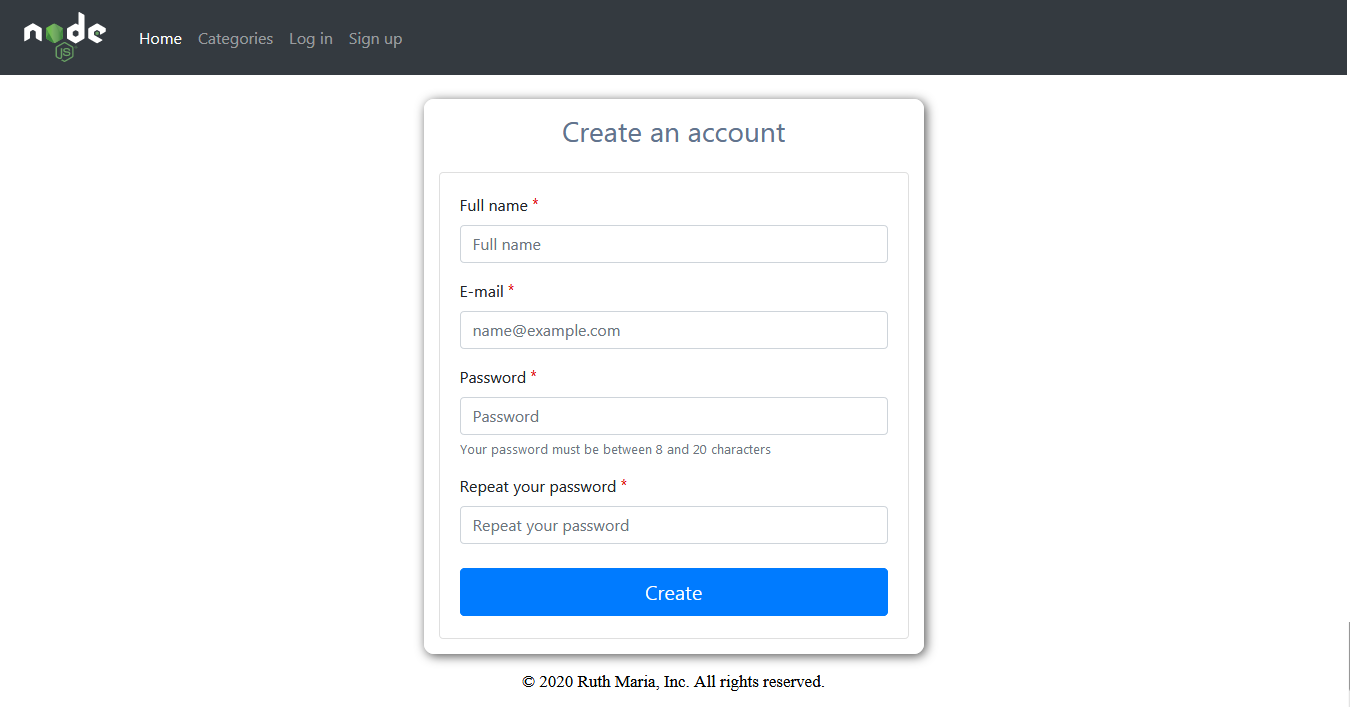 node
JS
Home Categories Log in Sign up
Create an account
Full name *
Full name
E-mail *
name@example.com
Password *
Password
Your password must be between 8 and 20 characters
Repeat your password *
Repeat your password
Create
© 2020 Ruth Maria, Inc. All rights reserved.